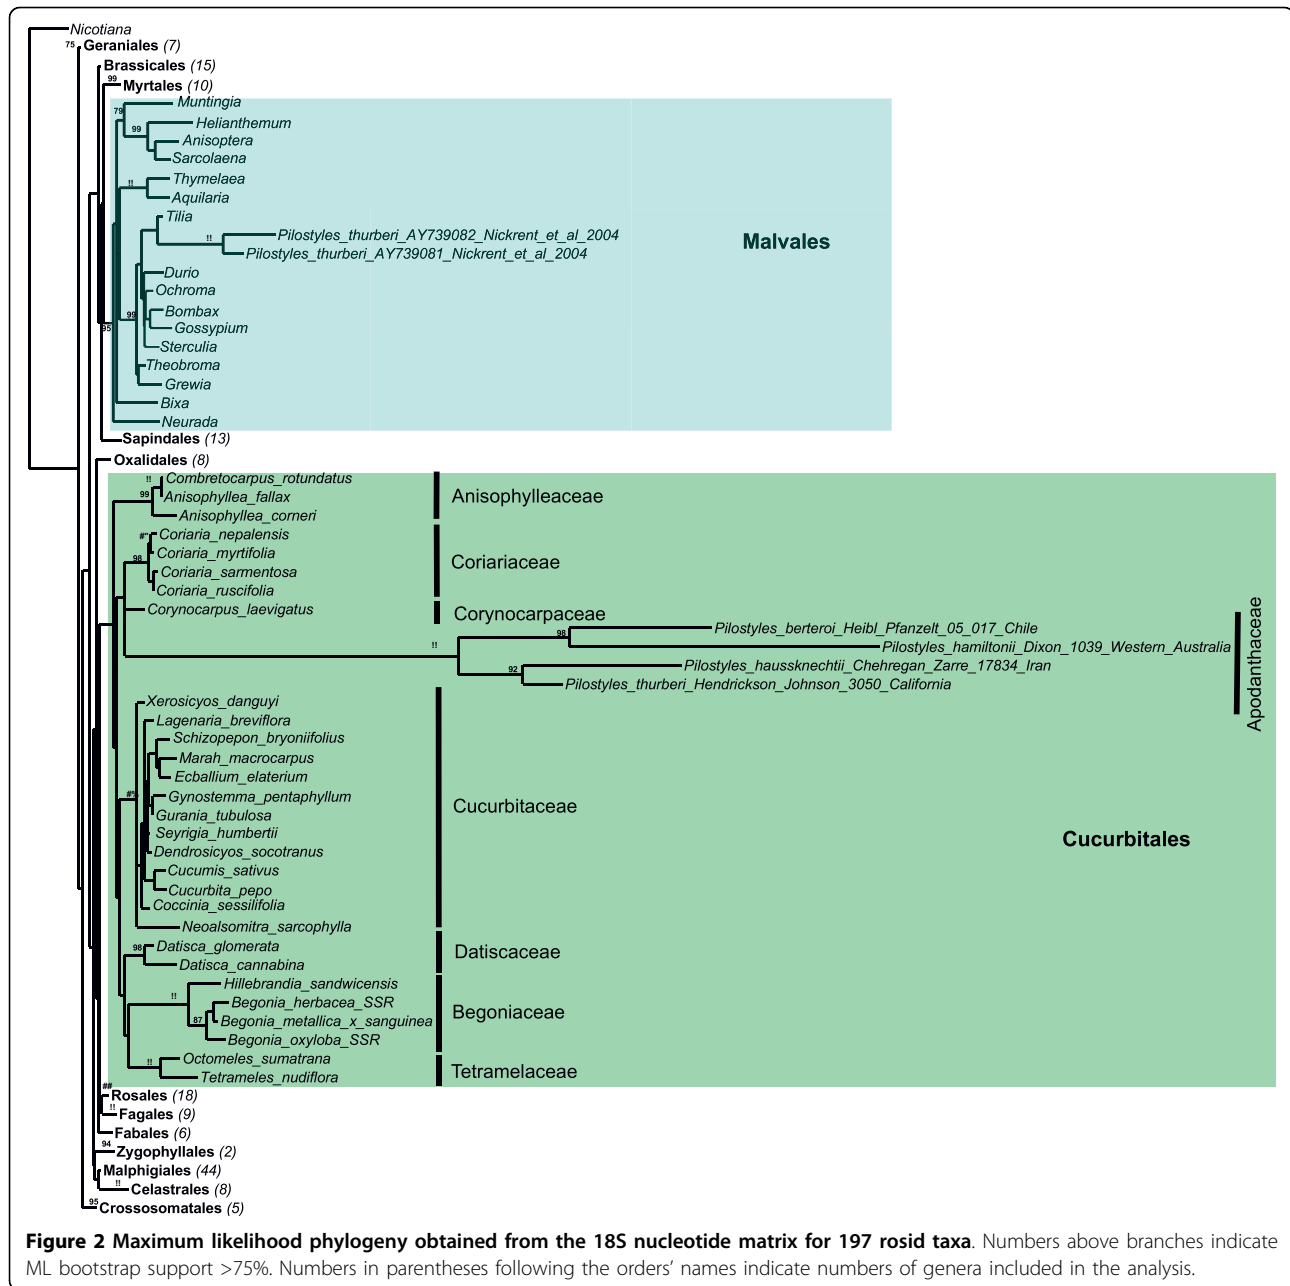 Nicotiana
75
Geraniales (7)
Brassicales (15)
99
Myrtales (10)
Muntingia
79
Helianthemum
99
Anisoptera
Sarcolaena
Thymelaea
!!
Aquilaria
Tilia
Pilostyles_thurberi_AY739082_Nickrent_et_al_2004
!!
Pilostyles_thurberi_AY739081_Nickrent_et_al_2004
Malvales
Durio
Ochroma
Bombax
99
Gossypium
95
Sterculia
Theobroma
Grewia
Bixa
Neurada
Sapindales (13)
Oxalidales (8)
!!
Combretocarpus_rotundatus
99
Anisophyllea_fallax
Anisophyllea_corneri
Anisophylleaceae
Coriaria_nepalensis
Coriaria_myrtifolia
98
Coriaria_sarmentosa
Coriaria_ruscifolia
Coriariaceae
Corynocarpus_laevigatus
Corynocarpaceae
Pilostyles_berteroi_Heibl_Pfanzelt_05_017_Chile
98
!!
Pilostyles_hamiltonii_Dixon_1039_Western_Australia
Pilostyles_haussknechtii_Chehregan_Zarre_17834_Iran
92
Pilostyles_thurberi_Hendrickson_Johnson_3050_California
Apodanthaceae
Xerosicyos_danguyi
Lagenaria_breviflora
Schizopepon_bryoniifolius
Marah_macrocarpus
Ecballium_elaterium
#%
Gynostemma_pentaphyllum
Gurania_tubulosa
Seyrigia_humbertii
Dendrosicyos_socotranus
Cucumis_sativus
Cucurbita_pepo
Coccinia_sessilifolia
Neoalsomitra_sarcophylla
Cucurbitaceae
Cucurbitales
98
Datisca_glomerata
Datisca_cannabina
Datiscaceae
Hillebrandia_sandwicensis
!!
Begonia_herbacea_SSR
87
Begonia_metallica_x_sanguinea
Begonia_oxyloba_SSR
Begoniaceae
!!
Octomeles_sumatrana
Tetrameles_nudiflora
Tetramelaceae
##
Rosales (18)
!!
Fagales (9)
Fabales (6)
94
Zygophyllales (2)
Malphigiales (44)
!!
Celastrales (8)
95
Crossosomatales (5)
Figure 2 Maximum likelihood phylogeny obtained from the 18S nucleotide matrix for 197 rosid taxa. Numbers above branches indicate
ML bootstrap support >75%. Numbers in parentheses following the orders' names indicate numbers of genera included in the analysis.